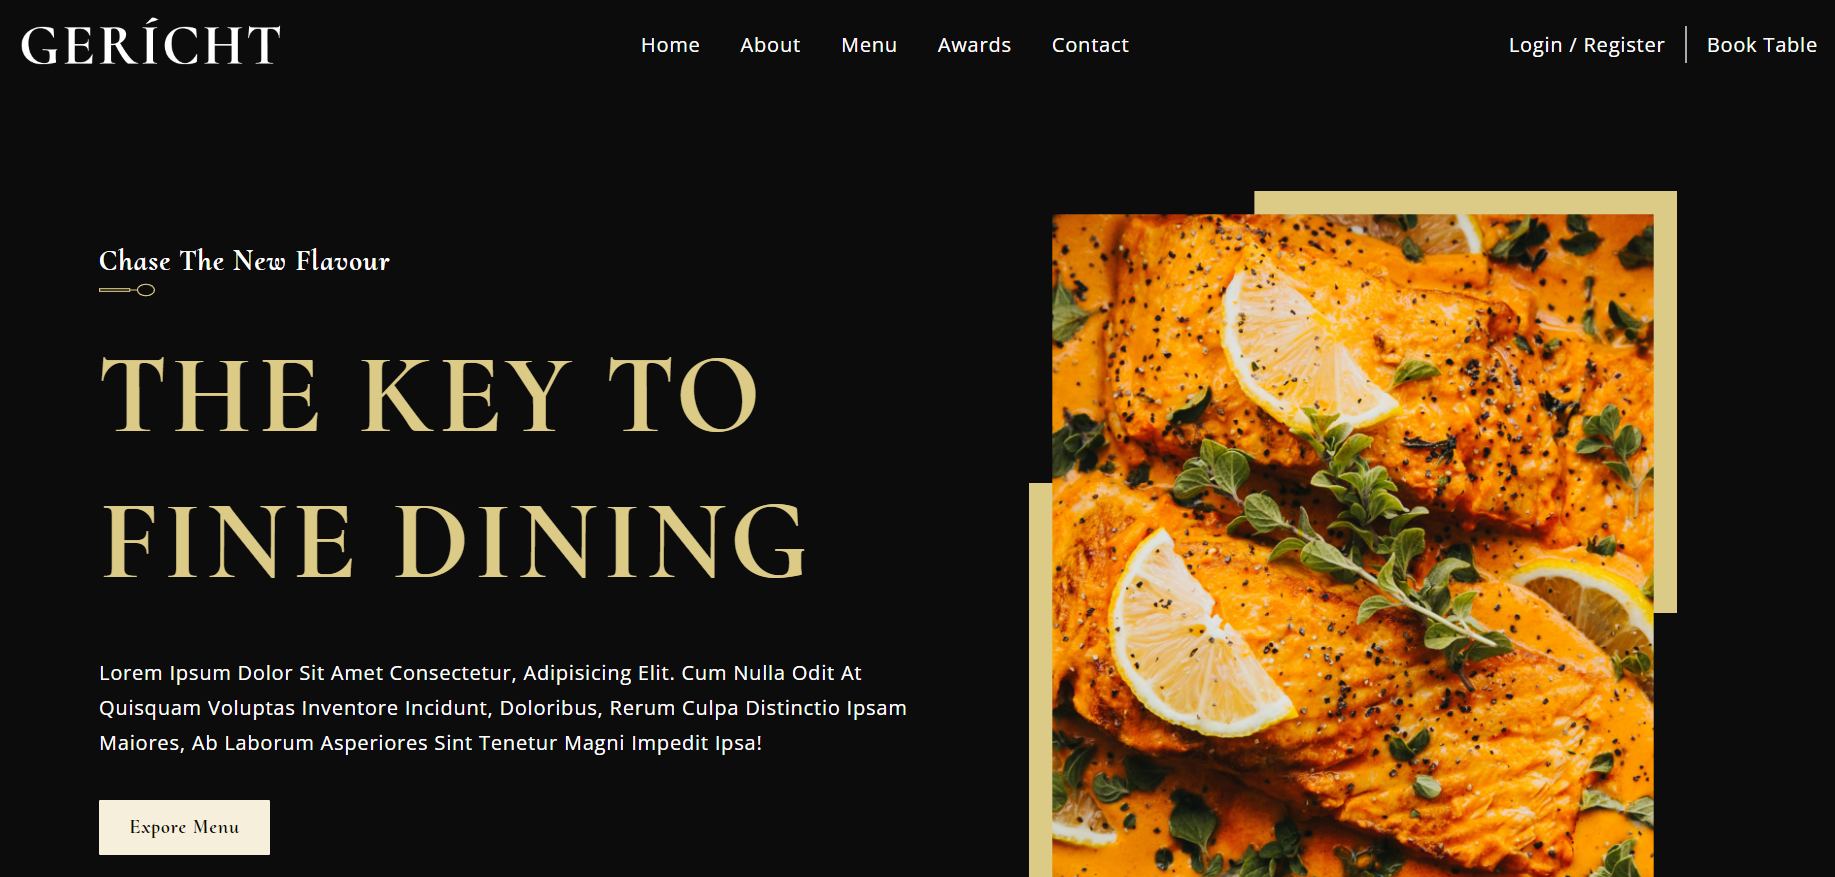 GERÍCHT
Home About Menu Awards Contact
Login / Register Book Table
Chase The New Flavour
THE KEY TO
FINE DINING
Lorem Ipsum Dolor Sit Amet Consectetur, Adipisicing Elit. Cum Nulla Odit At
Quisquam Voluptas Inventore Incidunt, Doloribus, Rerum Culpa Distinctio Ipsam
Maiores, Ab Laborum Asperiores Sint Tenetur Magni Impedit Ipsa!
Expore Menu